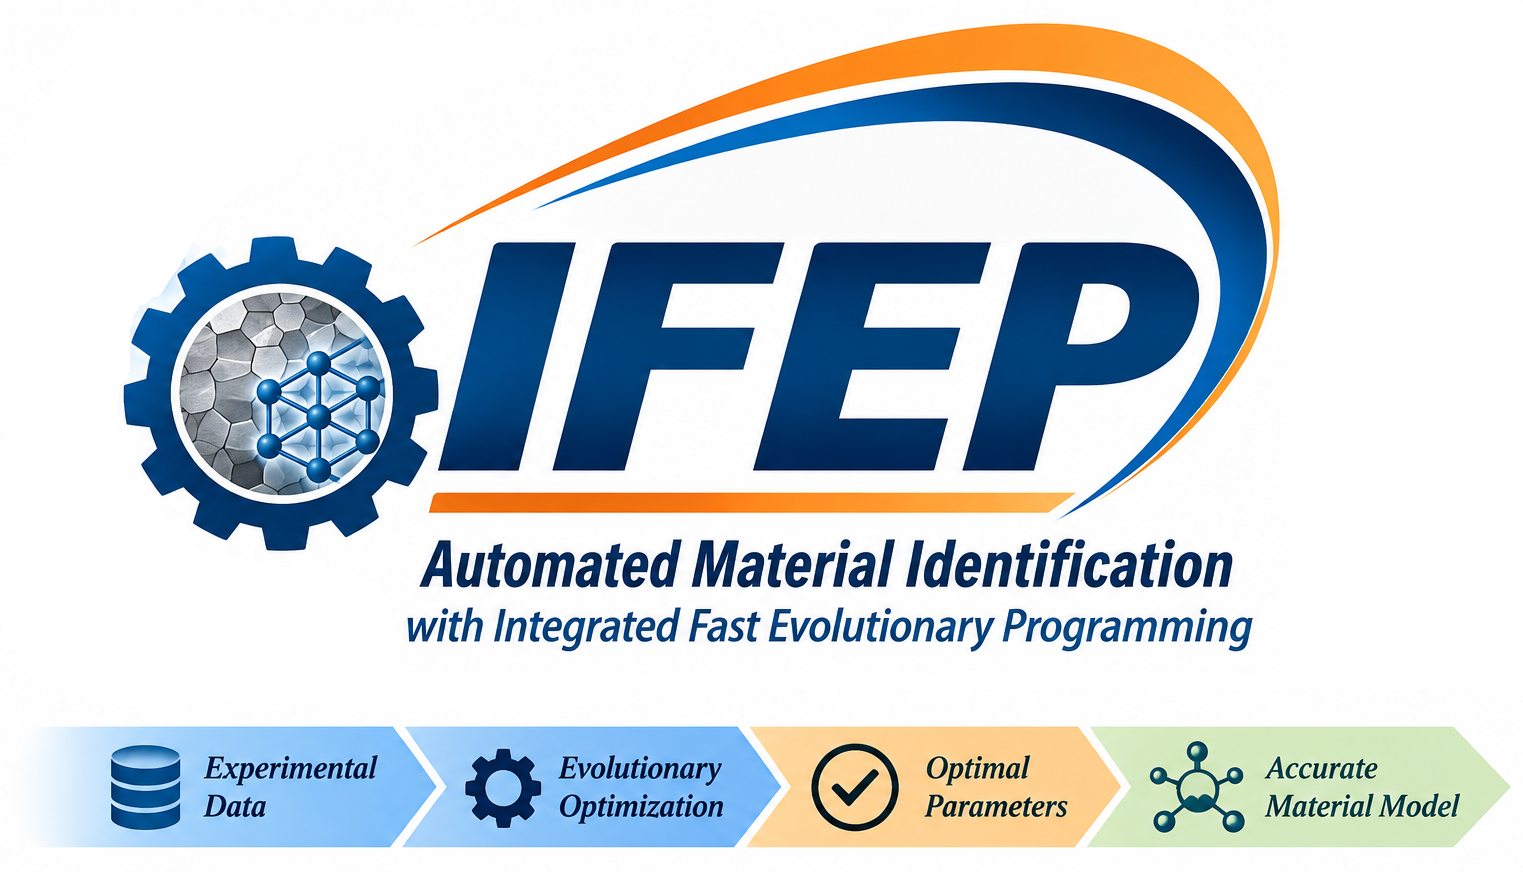 IFEP
Automated Material Identification
with Integrated Fast Evolutionary Programming
Experimental
Data
Evolutionary
Optimization
Optimal
Parameters
Accurate
Material Model